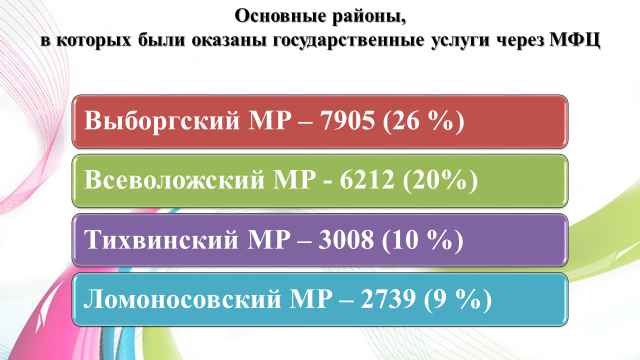 Основные районы,
в которых были оказаны государственные услуги через МФЦ
Выборгский МР – 7905 (26 %)
Всеволожский МР - 6212 (20%)
Тихвинский МР – 3008 (10 %)
Ломоносовский МР – 2739 (9 %)